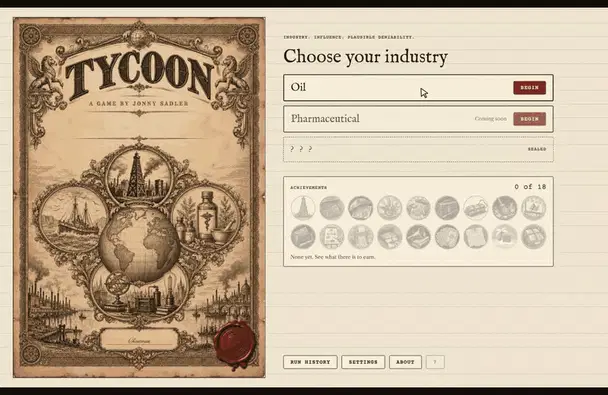 TYCOON
A GAME BY JONNY SADLER
INDUSTRY. INFLUENCE. PLAUSIBLE DENIABILITY.
Choose your industry
Oil
BEGIN
Pharmaceutical
Coming soon
BEGIN
? ? ?
SEALED
ACHIEVEMENTS
0 of 18
None yet. See what there is to earn.
RUN HISTORY
SETTINGS
ABOUT